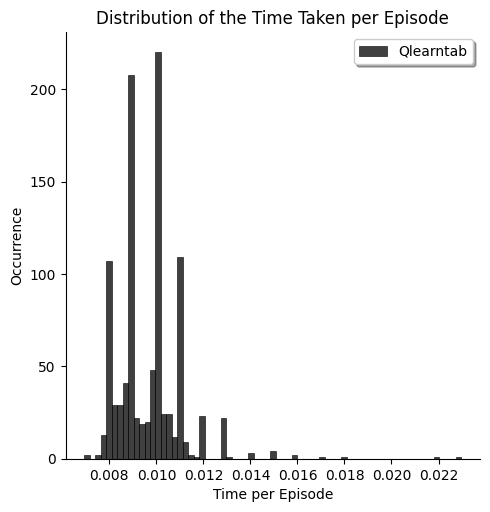 Distribution of the Time Taken per Episode
Qlearntab
Occurrence
200
150
100
50
0
0.008 0.010 0.012 0.014 0.016 0.018 0.020 0.022
Time per Episode